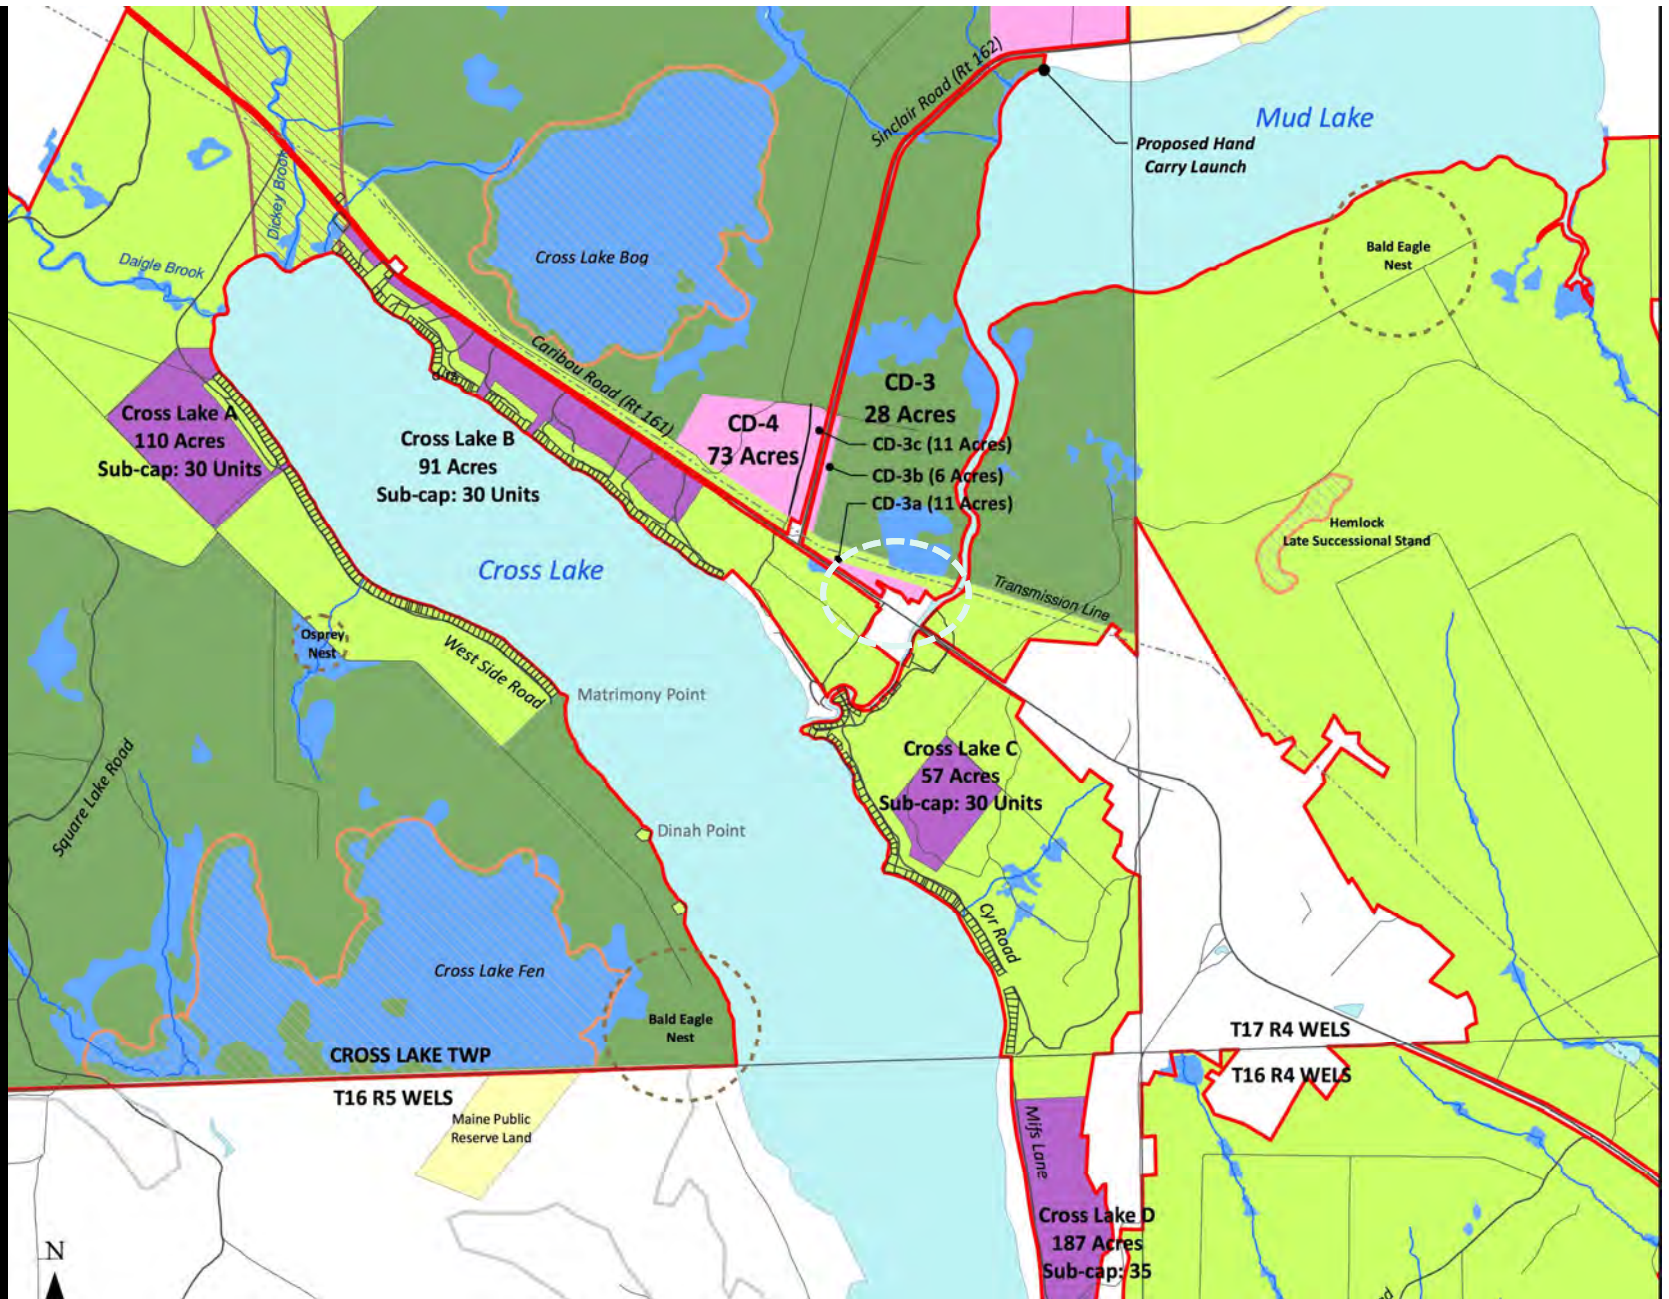 Sinclair Road (Rt 162)
Mud Lake
Proposed Hand
Carry Launch
Dickey Brook
Daigle Brook
Cross Lake Bog
Bald Eagle
Nest
Caribou Road (Rt 161)
CD-3
28 Acres
CD-3c (11 Acres)
CD-3b (6 Acres)
CD-3a (11 Acres)
CD-4
73 Acres
Cross Lake A
110 Acres
Sub-cap: 30 Units
Cross Lake B
91 Acres
Sub-cap: 30 Units
Hemlock
Late Successional Stand
Cross Lake
Transmission Line
Osprey
Nest
West Side Road
Matrimony Point
Cross Lake C
57 Acres
Sub-cap: 30 Units
Square Lake Road
Dinah Point
Cyr Road
Cross Lake Fen
Bald Eagle
Nest
CROSS LAKE TWP
T16 R5 WELS
T17 R4 WELS
T16 R4 WELS
Maine Public
Reserve Land
Mifs Lane
Cross Lake D
187 Acres
Sub-cap: 35
N